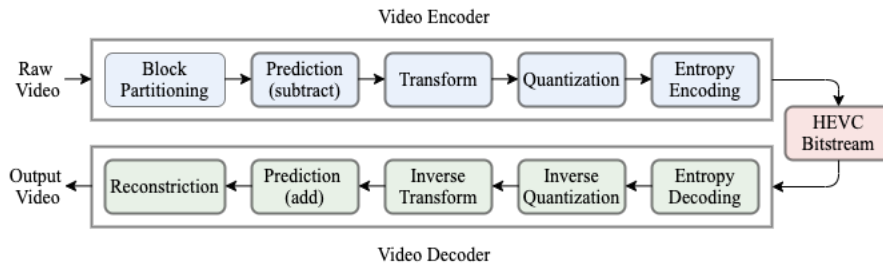 Video Encoder
Raw
Video
Block
Partitioning
Prediction
(subtract)
Transform
Quantization
Entropy
Encoding
HEVC
Bitstream
Output
Video
Reconstriction
Prediction
(add)
Inverse
Transform
Inverse
Quantization
Entropy
Decoding
Video Decoder